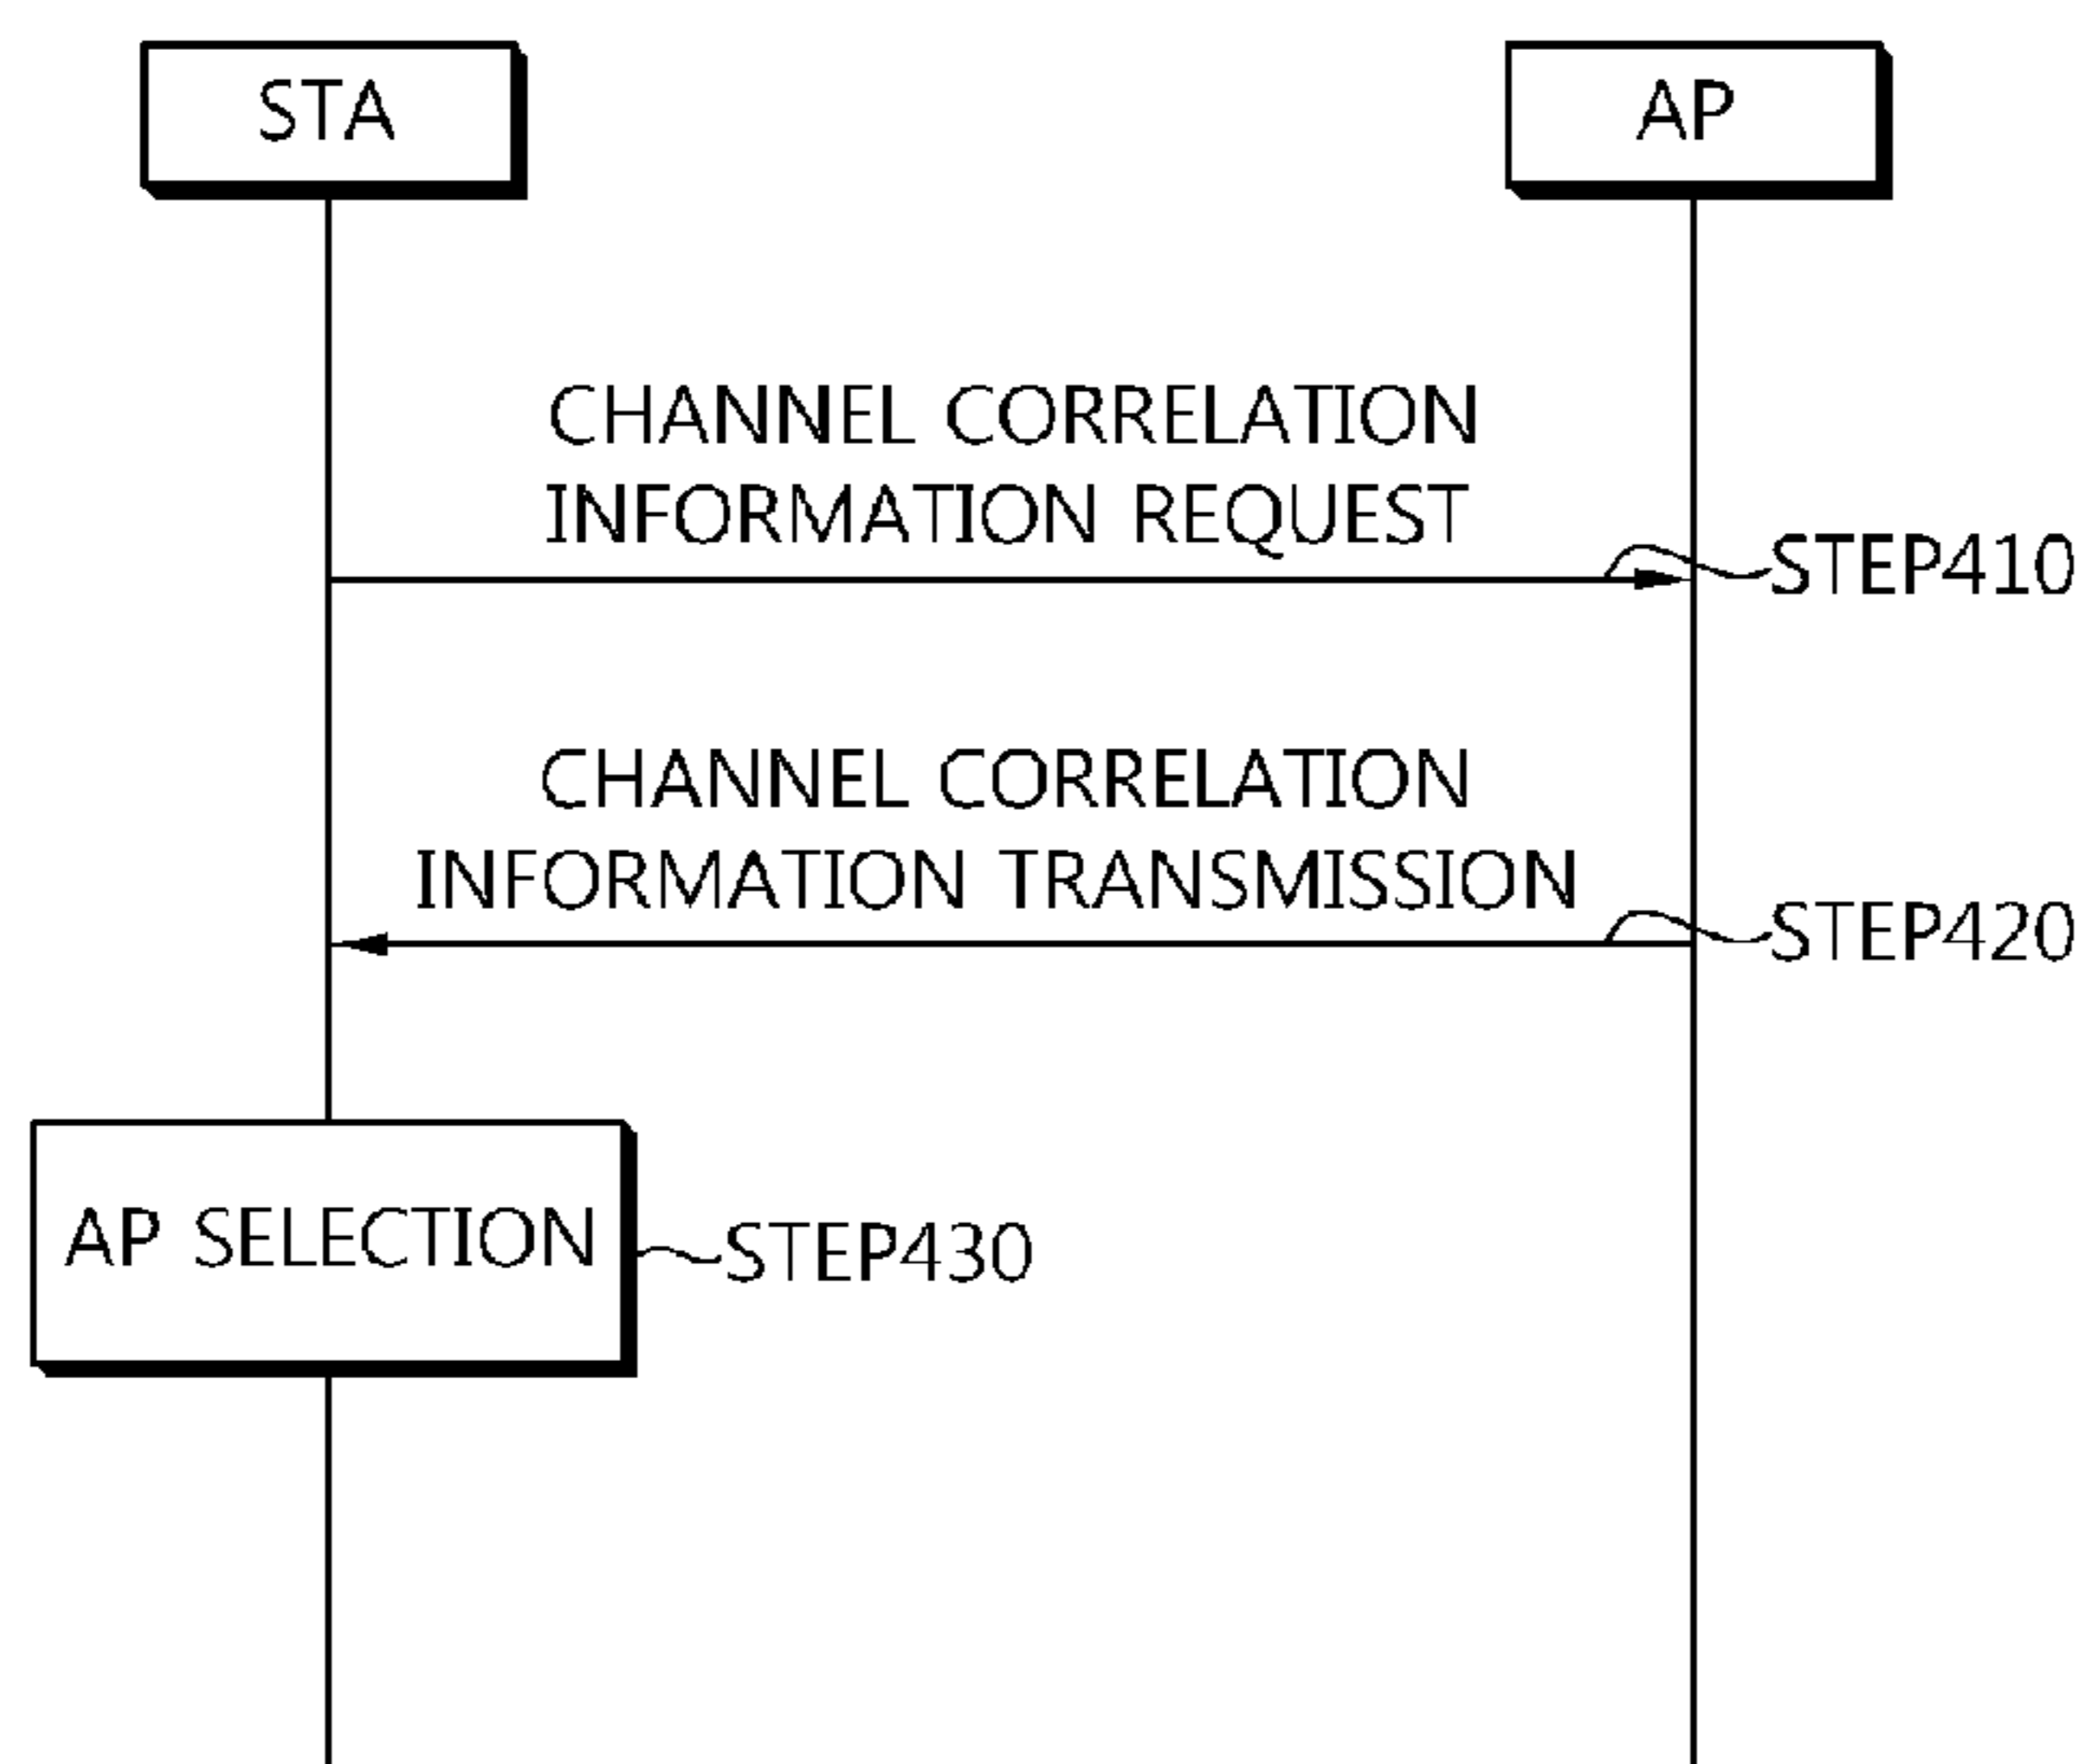 STA
AP
CHANNEL CORRELATION
INFORMATION REQUEST
STEP410
CHANNEL CORRELATION
INFORMATION TRANSMISSION
STEP420
AP SELECTION
STEP430